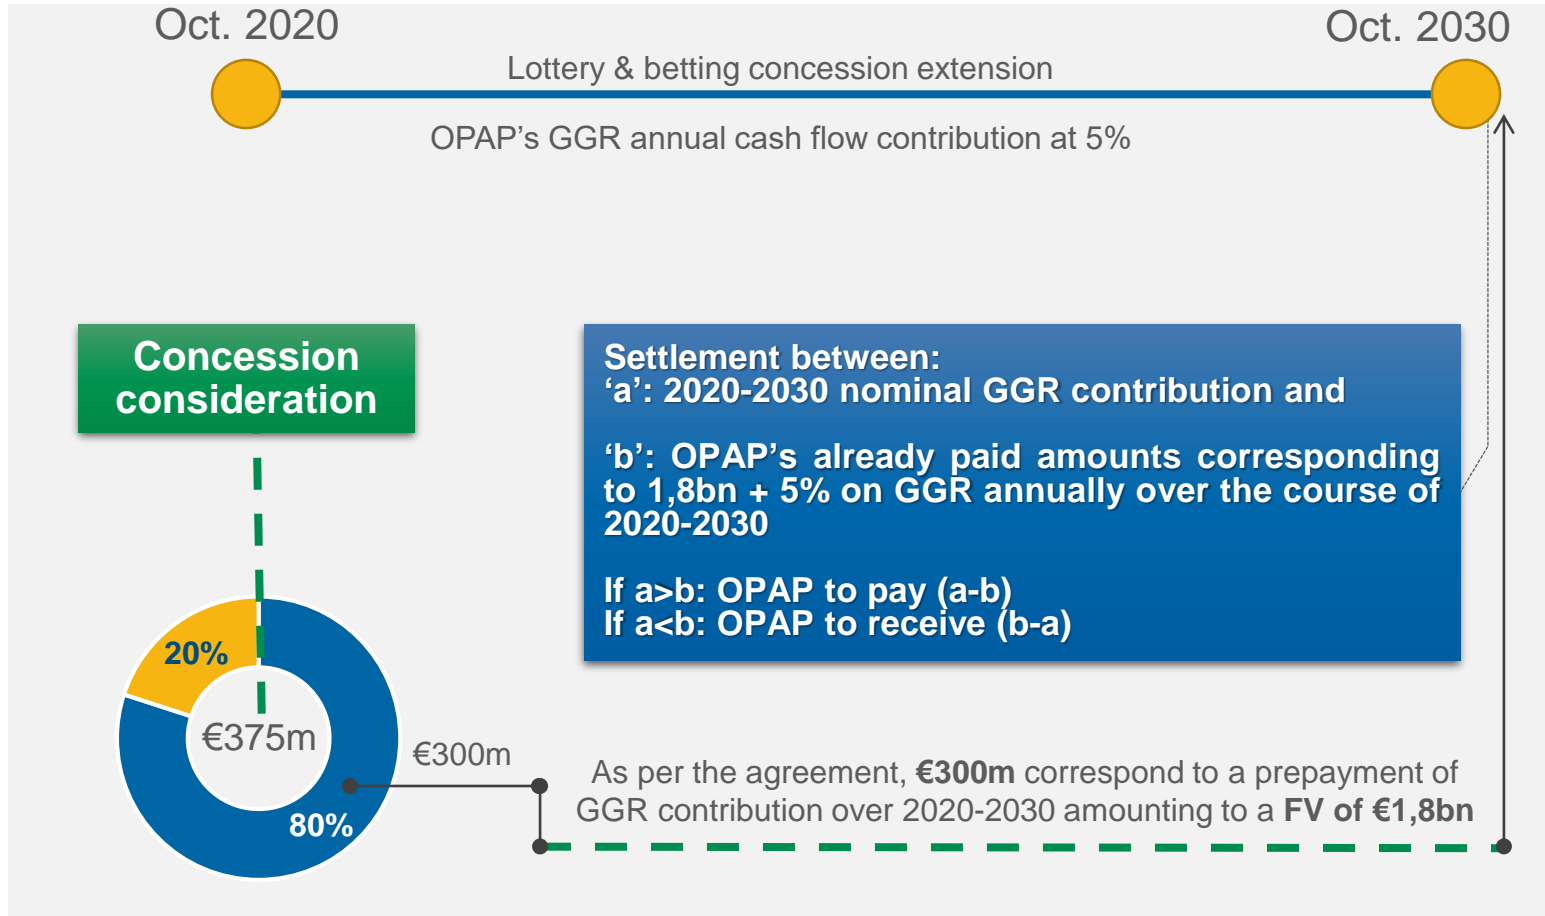 Oct. 2020
Oct. 2030
Lottery & betting concession extension
OPAP’s GGR annual cash flow contribution at 5%
Concession
consideration
Settlement between:
‘a’: 2020-2030 nominal GGR contribution and
‘b’: OPAP’s already paid amounts corresponding
to 1,8bn + 5% on GGR annually over the course of
2020-2030
If a>b: OPAP to pay (a-b)
If a<b: OPAP to receive (b-a)
20%
€375m
80%
€300m
As per the agreement, €300m correspond to a prepayment of
GGR contribution over 2020-2030 amounting to a FV of €1,8bn